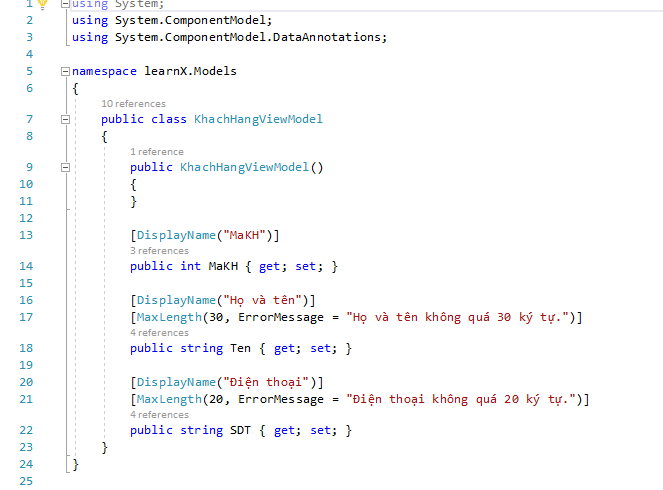 1 using System;
2 using System.ComponentModel;
3 using System.ComponentModel.DataAnnotations;
4
5 namespace learnX.Models
6 {
10 references
7 public class KhachHangViewModel
8 {
1 reference
9 public KhachHangViewModel()
10 {
11 }
12
13 [DisplayName("MaKH")]
3 references
14 public int MaKH { get; set; }
15
16 [DisplayName("Họ và tên")]
17 [MaxLength(30, ErrorMessage = "Họ và tên không quá 30 ký tự.")]
4 references
18 public string Ten { get; set; }
19
20 [DisplayName("Điện thoại")]
21 [MaxLength(20, ErrorMessage = "Điện thoại không quá 20 ký tự.")]
4 references
22 public string SDT { get; set; }
23 }
24 }
25